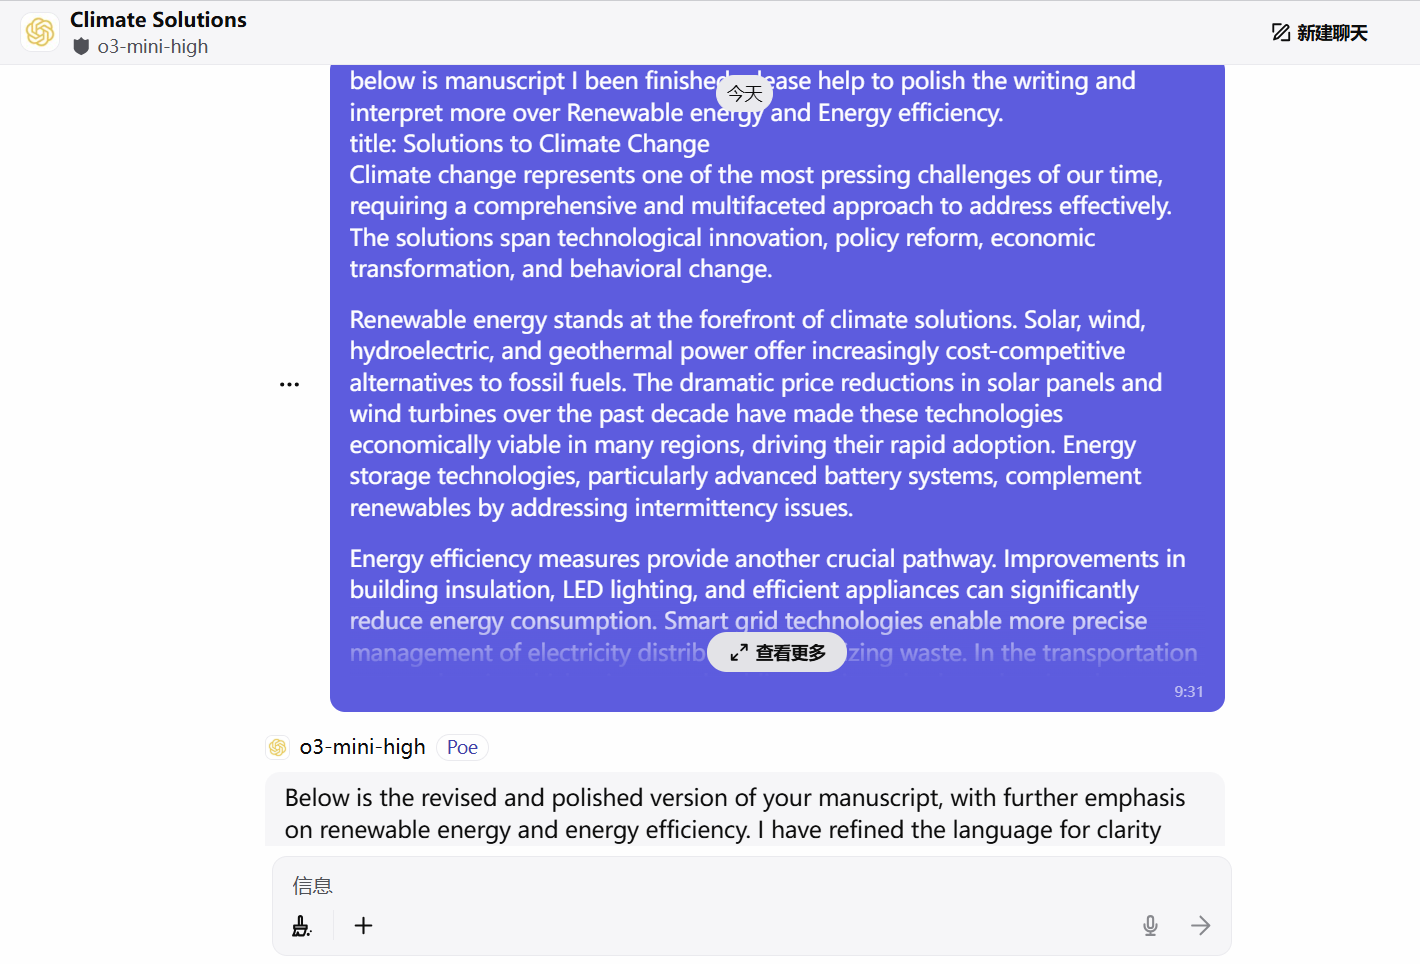 Climate Solutions
o3-mini-high
新建聊天
今天
below is manuscript I been finished, please help to polish the writing and
interpret more over Renewable energy and Energy efficiency.
title: Solutions to Climate Change
Climate change represents one of the most pressing challenges of our time,
requiring a comprehensive and multifaceted approach to address effectively.
The solutions span technological innovation, policy reform, economic
transformation, and behavioral change.
Renewable energy stands at the forefront of climate solutions. Solar, wind,
hydroelectric, and geothermal power offer increasingly cost-competitive
alternatives to fossil fuels. The dramatic price reductions in solar panels and
wind turbines over the past decade have made these technologies
economically viable in many regions, driving their rapid adoption. Energy
storage technologies, particularly advanced battery systems, complement
renewables by addressing intermittency issues.
Energy efficiency measures provide another crucial pathway. Improvements in
building insulation, LED lighting, and efficient appliances can significantly
reduce energy consumption. Smart grid technologies enable more precise
management of electricity distrib zing waste. In the transportation
查看更多
9:31
o3-mini-high Poe
Below is the revised and polished version of your manuscript, with further emphasis
on renewable energy and energy efficiency. I have refined the language for clarity
信息